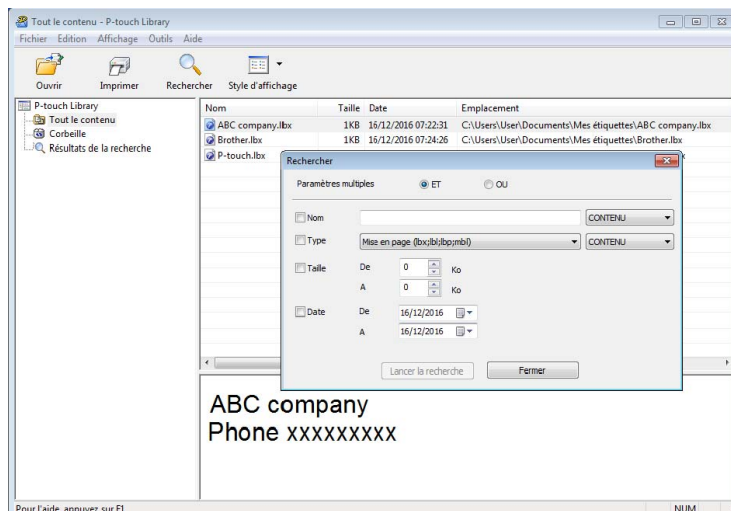 Tout le contenu - P-touch Library
Fichier Edition Affichage Outils Aide
Ouvrir Imprimer Rechercher Style d'affichage
P-touch Library
Tout le contenu
Corbeille
Résultats de la recherche
Nom Taille Date Emplacement
ABC company.lbx 1KB 16/12/2016 07:22:31 C:\Users\User\Documents\Mes étiquettes\ABC company.lbx
Brother.lbx 1KB 16/12/2016 07:24:26 C:\Users\User\Documents\Mes étiquettes\Brother.lbx
P-touch.lbx
Rechercher
Paramètres multiples ET OU
Nom CONTENU
Type Mise en page (lbx;lbl;lbp;mbl) CONTENU
Taille De 0 Ko
A 0 Ko
Date De 16/12/2016
A 16/12/2016
Lancer la recherche Fermer
ABC company
Phone xxxxxxxxx
Pour l'aide, appuyez sur F1 NUM